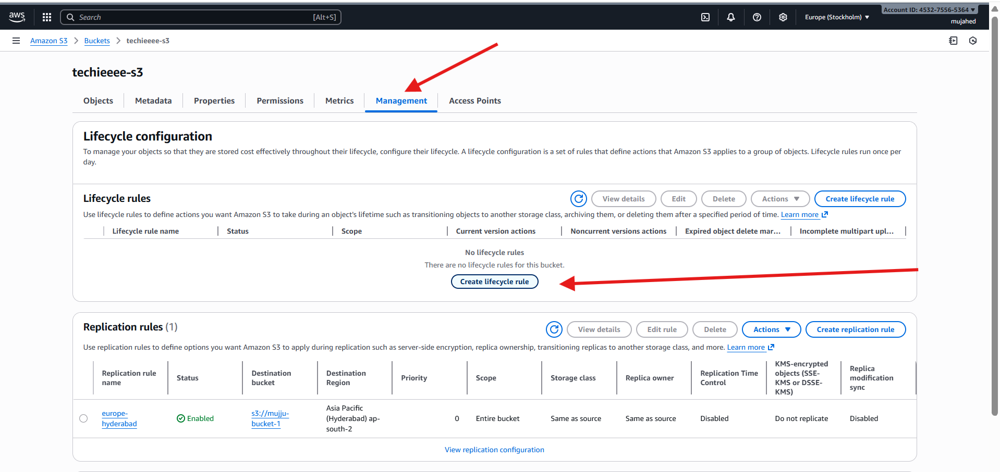 aws
Search [Alt+S]
Europe (Stockholm)
Account ID: 4532-7556-5364
mujahed
Amazon S3 > Buckets > techieeee-s3
techieeee-s3
Objects
Metadata
Properties
Permissions
Metrics
Management
Access Points
Lifecycle configuration
To manage your objects so that they are stored cost effectively throughout their lifecycle, configure their lifecycle. A lifecycle configuration is a set of rules that define actions that Amazon S3 applies to a group of objects. Lifecycle rules run once per
day.
Lifecycle rules
View details
Edit
Delete
Actions
Create lifecycle rule
Use lifecycle rules to define actions you want Amazon S3 to take during an object's lifetime such as transitioning objects to another storage class, archiving them, or deleting them after a specified period of time. Learn more
Lifecycle rule name
Status
Scope
Current version actions
Noncurrent versions actions
Expired object delete mar...
Incomplete multipart upl...
No lifecycle rules
There are no lifecycle rules for this bucket.
Create lifecycle rule
Replication rules (1)
View details
Edit rule
Delete
Actions
Create replication rule
Use replication rules to define options you want Amazon S3 to apply during replication such as server-side encryption, replica ownership, transitioning replicas to another storage class, and more. Learn more
Replication rule
name
Status
Destination
bucket
Destination
Region
Priority
Scope
Storage class
Replica owner
Replication Time
Control
KMS-encrypted
objects (SSE-
KMS or DSSE-
KMS)
Replica
modification
sync
europe-
hyderabad
Enabled
s3://mujju-
bucket-1
Asia Pacific
(Hyderabad) ap-
south-2
0
Entire bucket
Same as source
Same as source
Disabled
Do not replicate
Disabled
View replication configuration